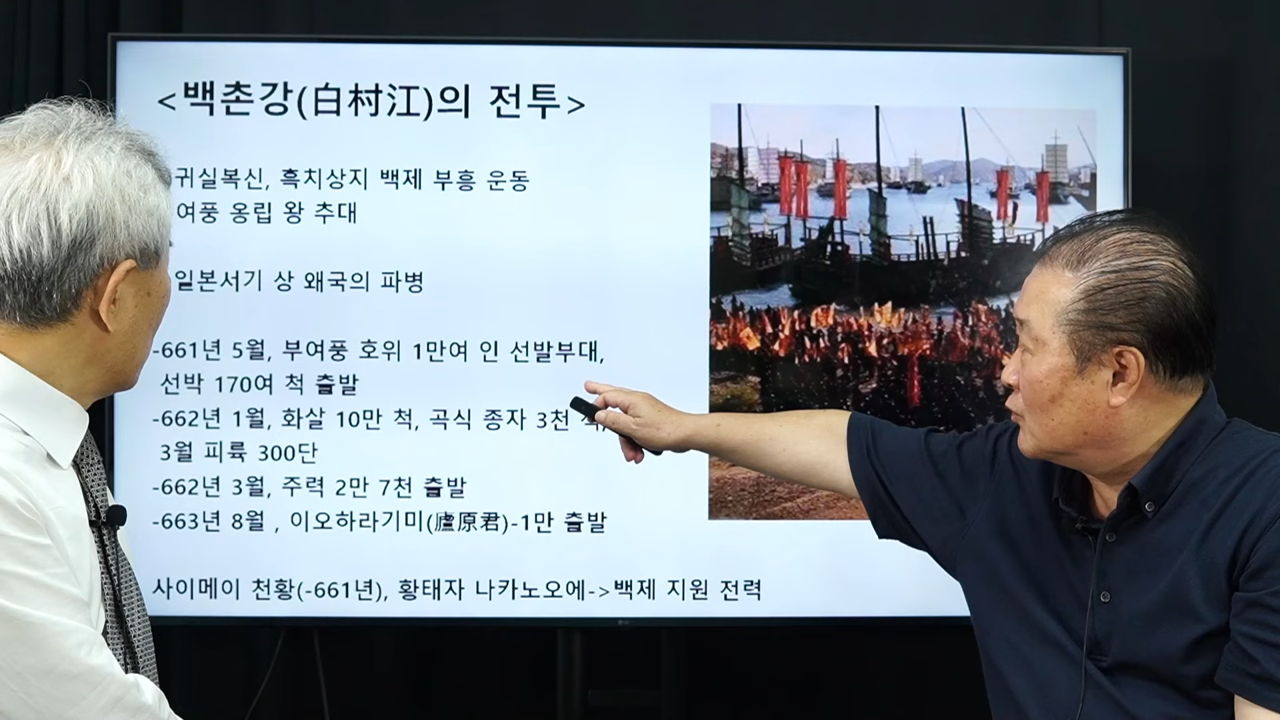 <백촌강(白村江)의 전투>
귀실복신, 흑치상지 백제 부흥 운동
여풍 옹립 왕 추대
일본서기 상 왜국의 파병
-661년 5월, 부여풍 호위 1만여 인 선발부대,
선박 170여 척 출발
-662년 1월, 화살 10만 척, 곡식 종자 3천
3월 피륙 300단
-662년 3월, 주력 2만 7천 출발
-663년 8월 , 이오하라기미(廬原君)-1만 출발
사이메이 천황(-661년), 황태자 나카노오에->백제 지원 전력